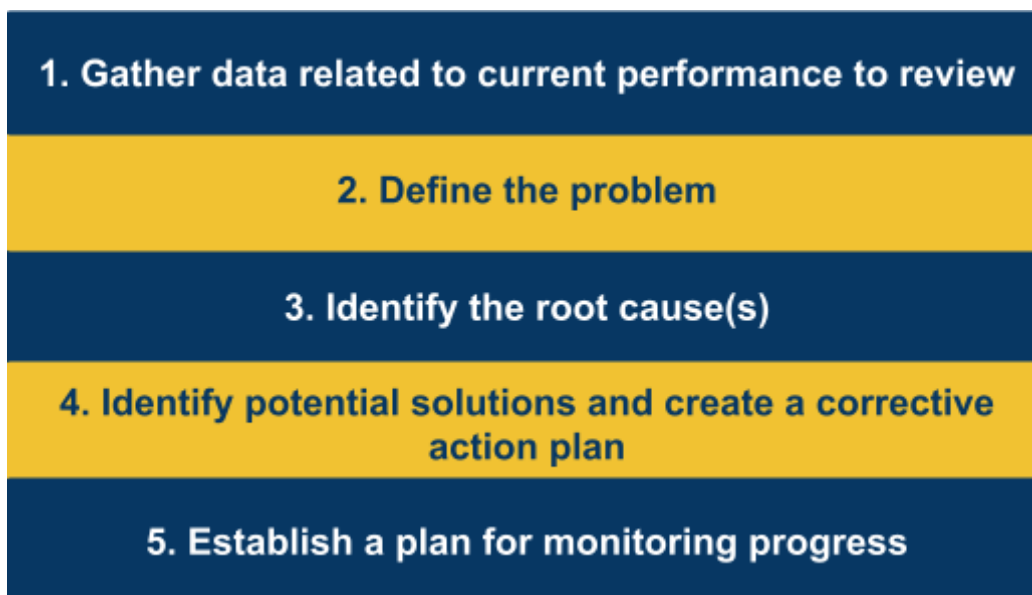 1. Gather data related to current performance to review
2. Define the problem
3. Identify the root cause(s)
4. Identify potential solutions and create a corrective
action plan
5. Establish a plan for monitoring progress